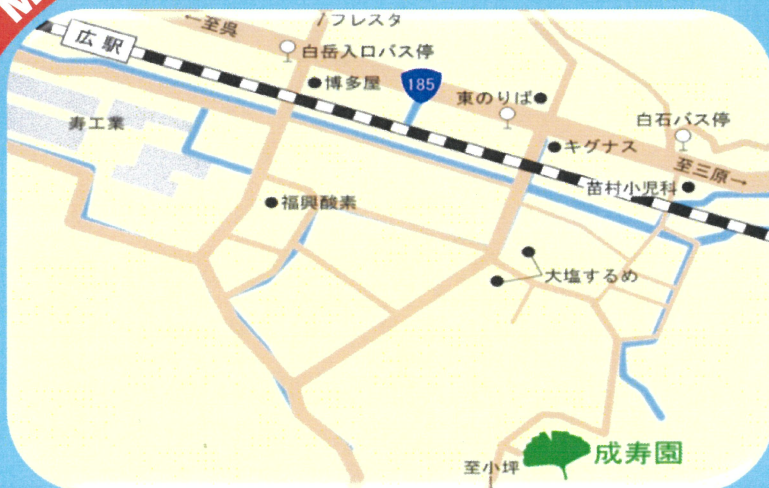 フレスタ
←至呉
広駅
白岳入口バス停
博多屋
185
東のりば
白石バス停
寿工業
キグナス
至三原→
苗村小児科
福興酸素
大塩するめ
成寿園
至小坪